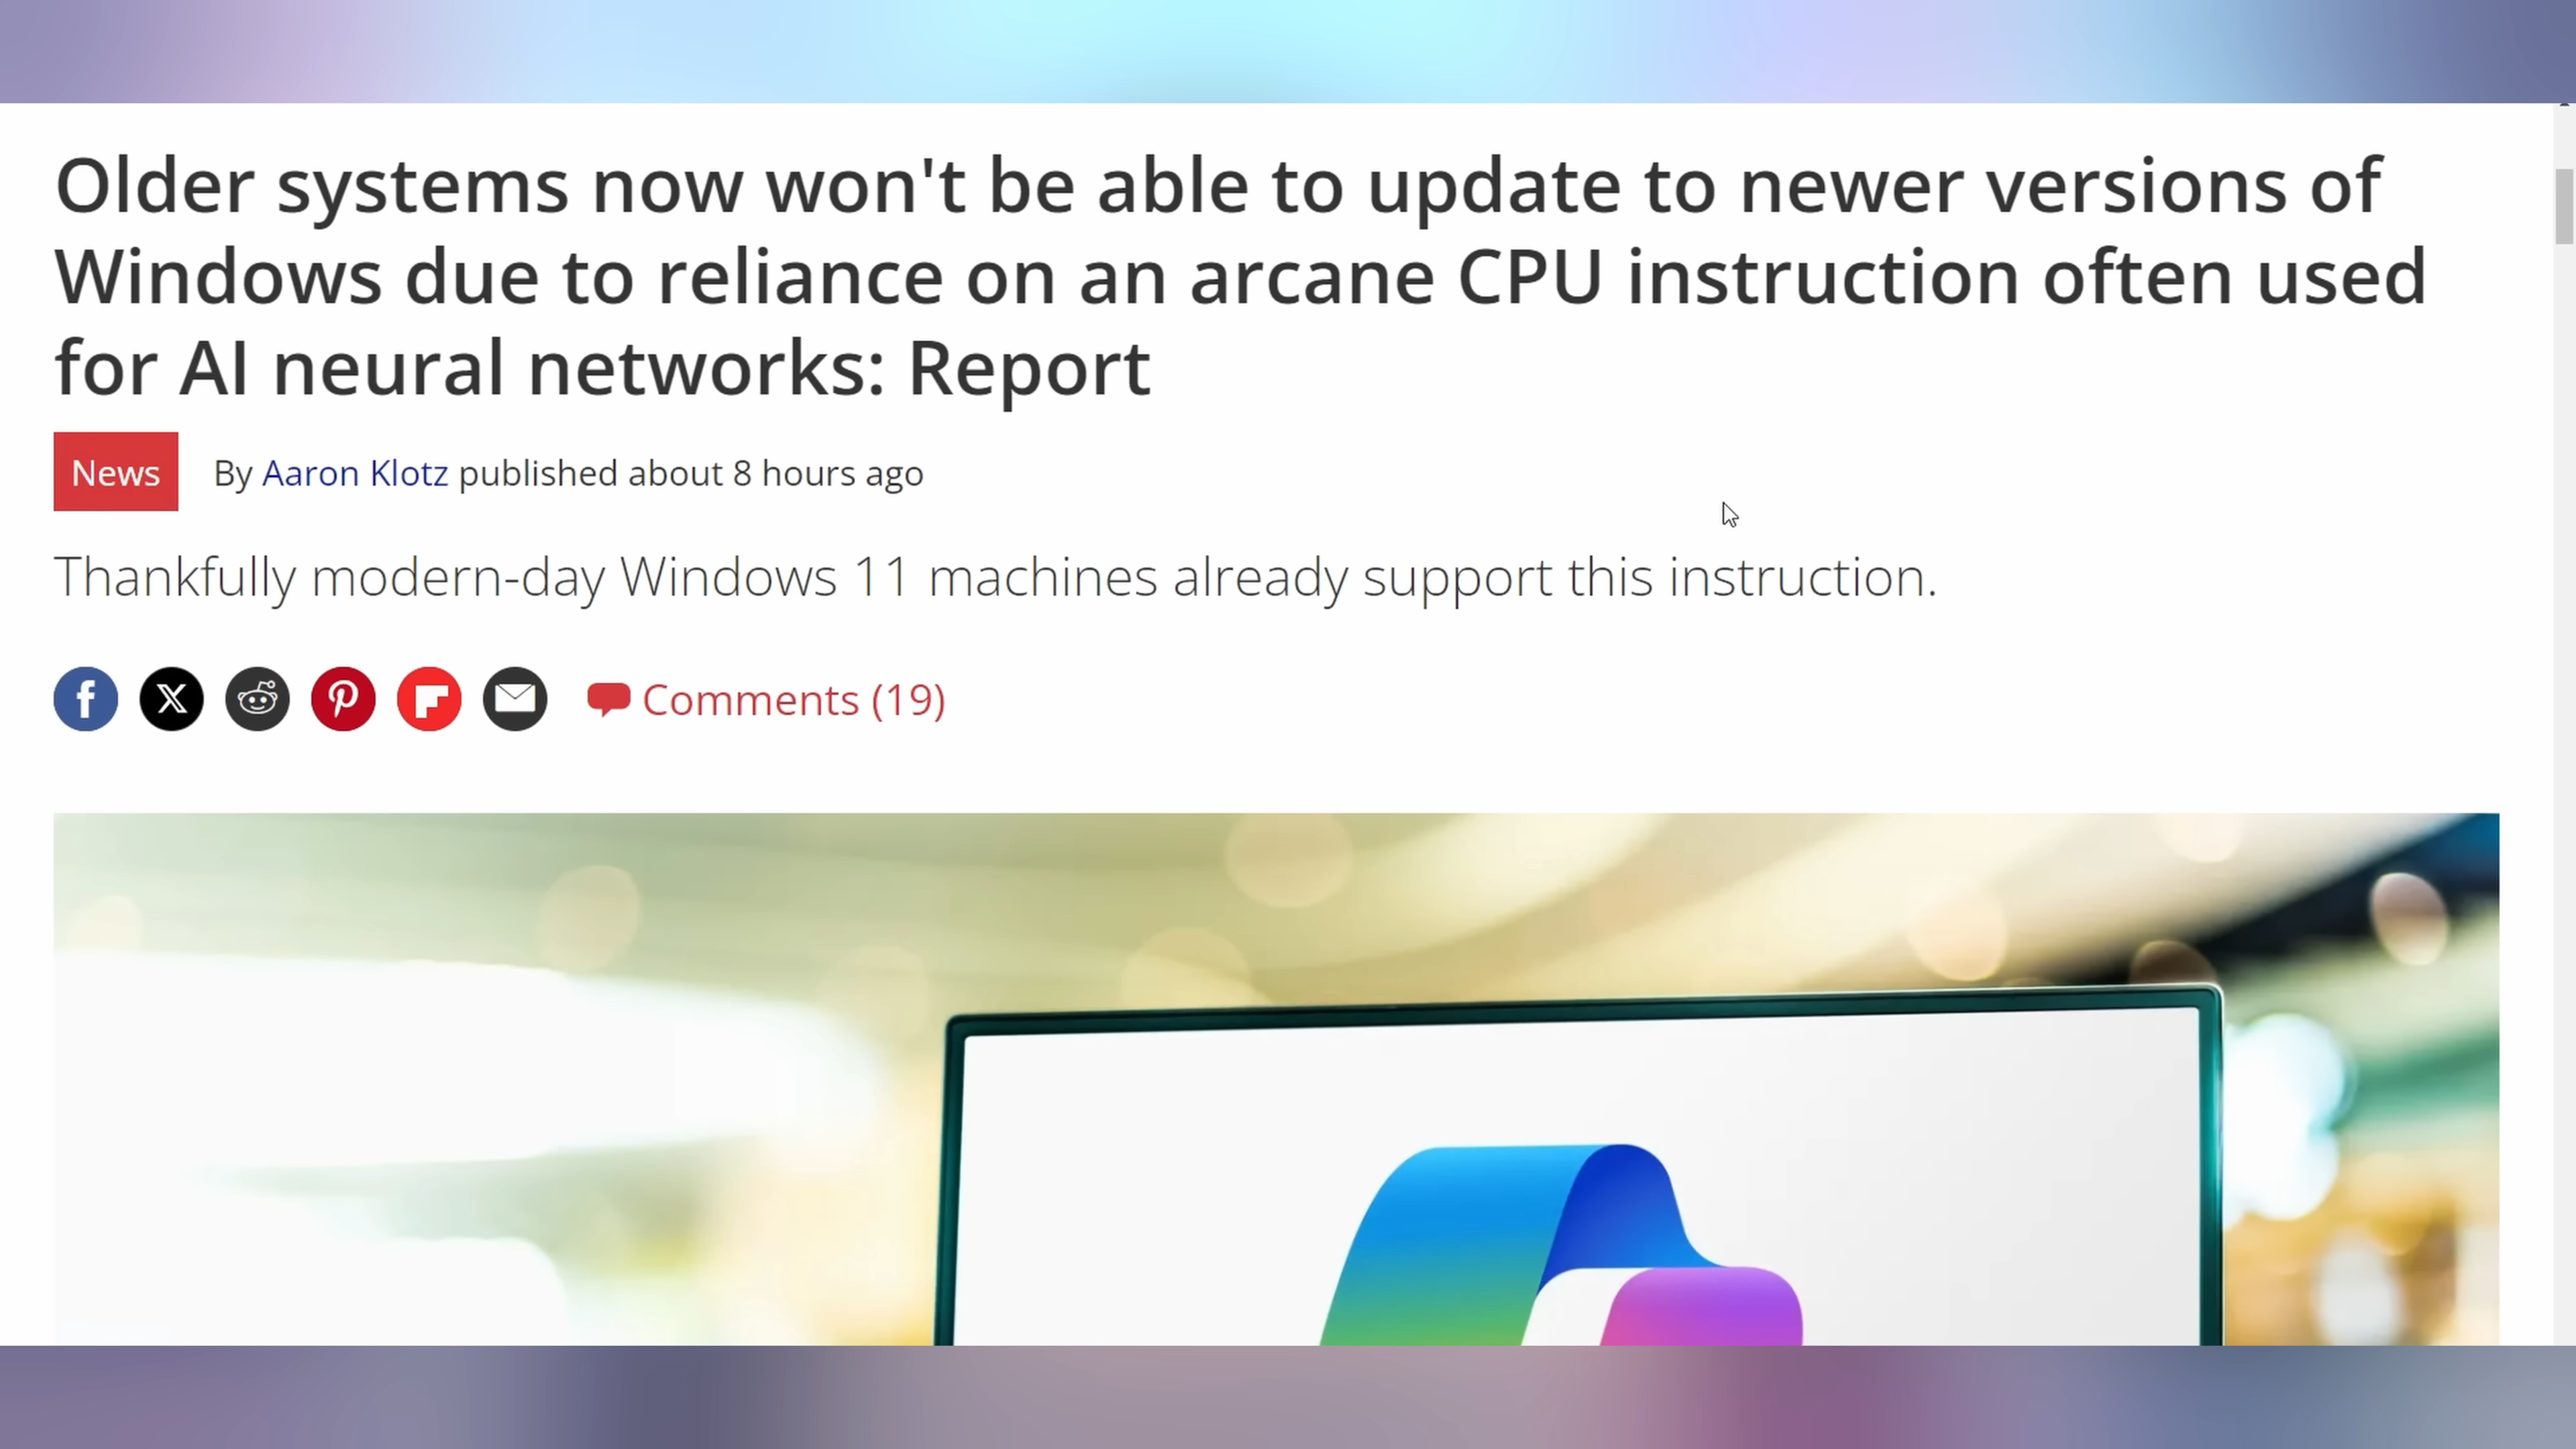 Older systems now won't be able to update to newer versions of
Windows due to reliance on an arcane CPU instruction often used
for AI neural networks: Report
News By Aaron Klotz published about 8 hours ago
Thankfully modern-day Windows 11 machines already support this instruction.
Comments (19)